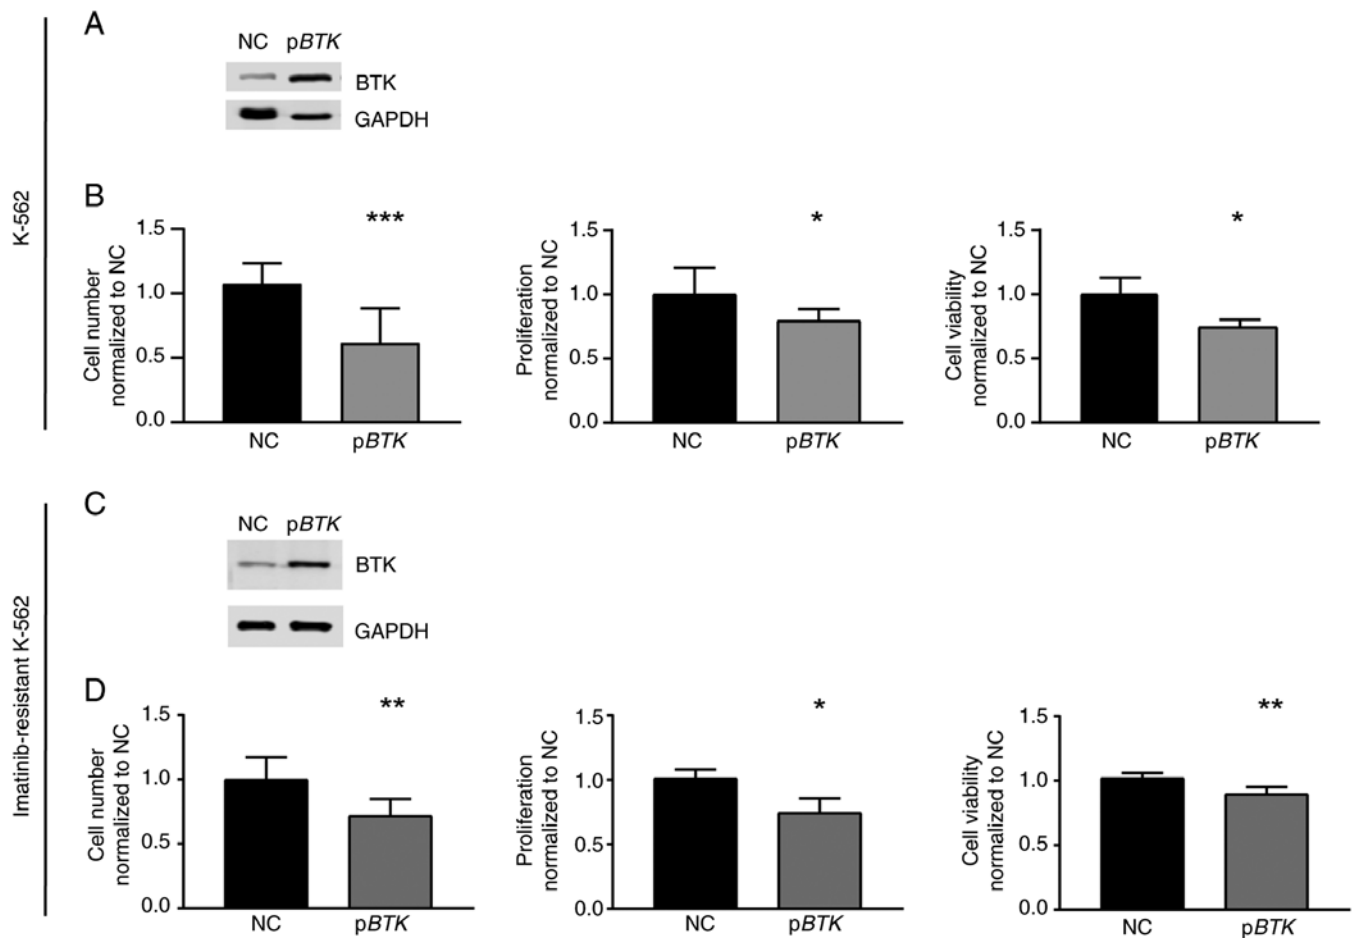 K-562
A
NC pBTK
BTK
GAPDH
B
Cell number
normalized to NC
1.5
1.0
0.5
0.0
***
NC pBTK
Proliferation
normalized to NC
1.5
1.0
0.5
0.0
*
NC pBTK
Cell viability
normalized to NC
1.5
1.0
0.5
0.0
*
NC pBTK
Imatinib-resistant K-562
C
NC pBTK
BTK
GAPDH
D
Cell number
normalized to NC
1.5
1.0
0.5
0.0
**
NC pBTK
Proliferation
normalized to NC
1.5
1.0
0.5
0.0
*
NC pBTK
Cell viability
normalized to NC
1.5
1.0
0.5
0.0
**
NC pBTK